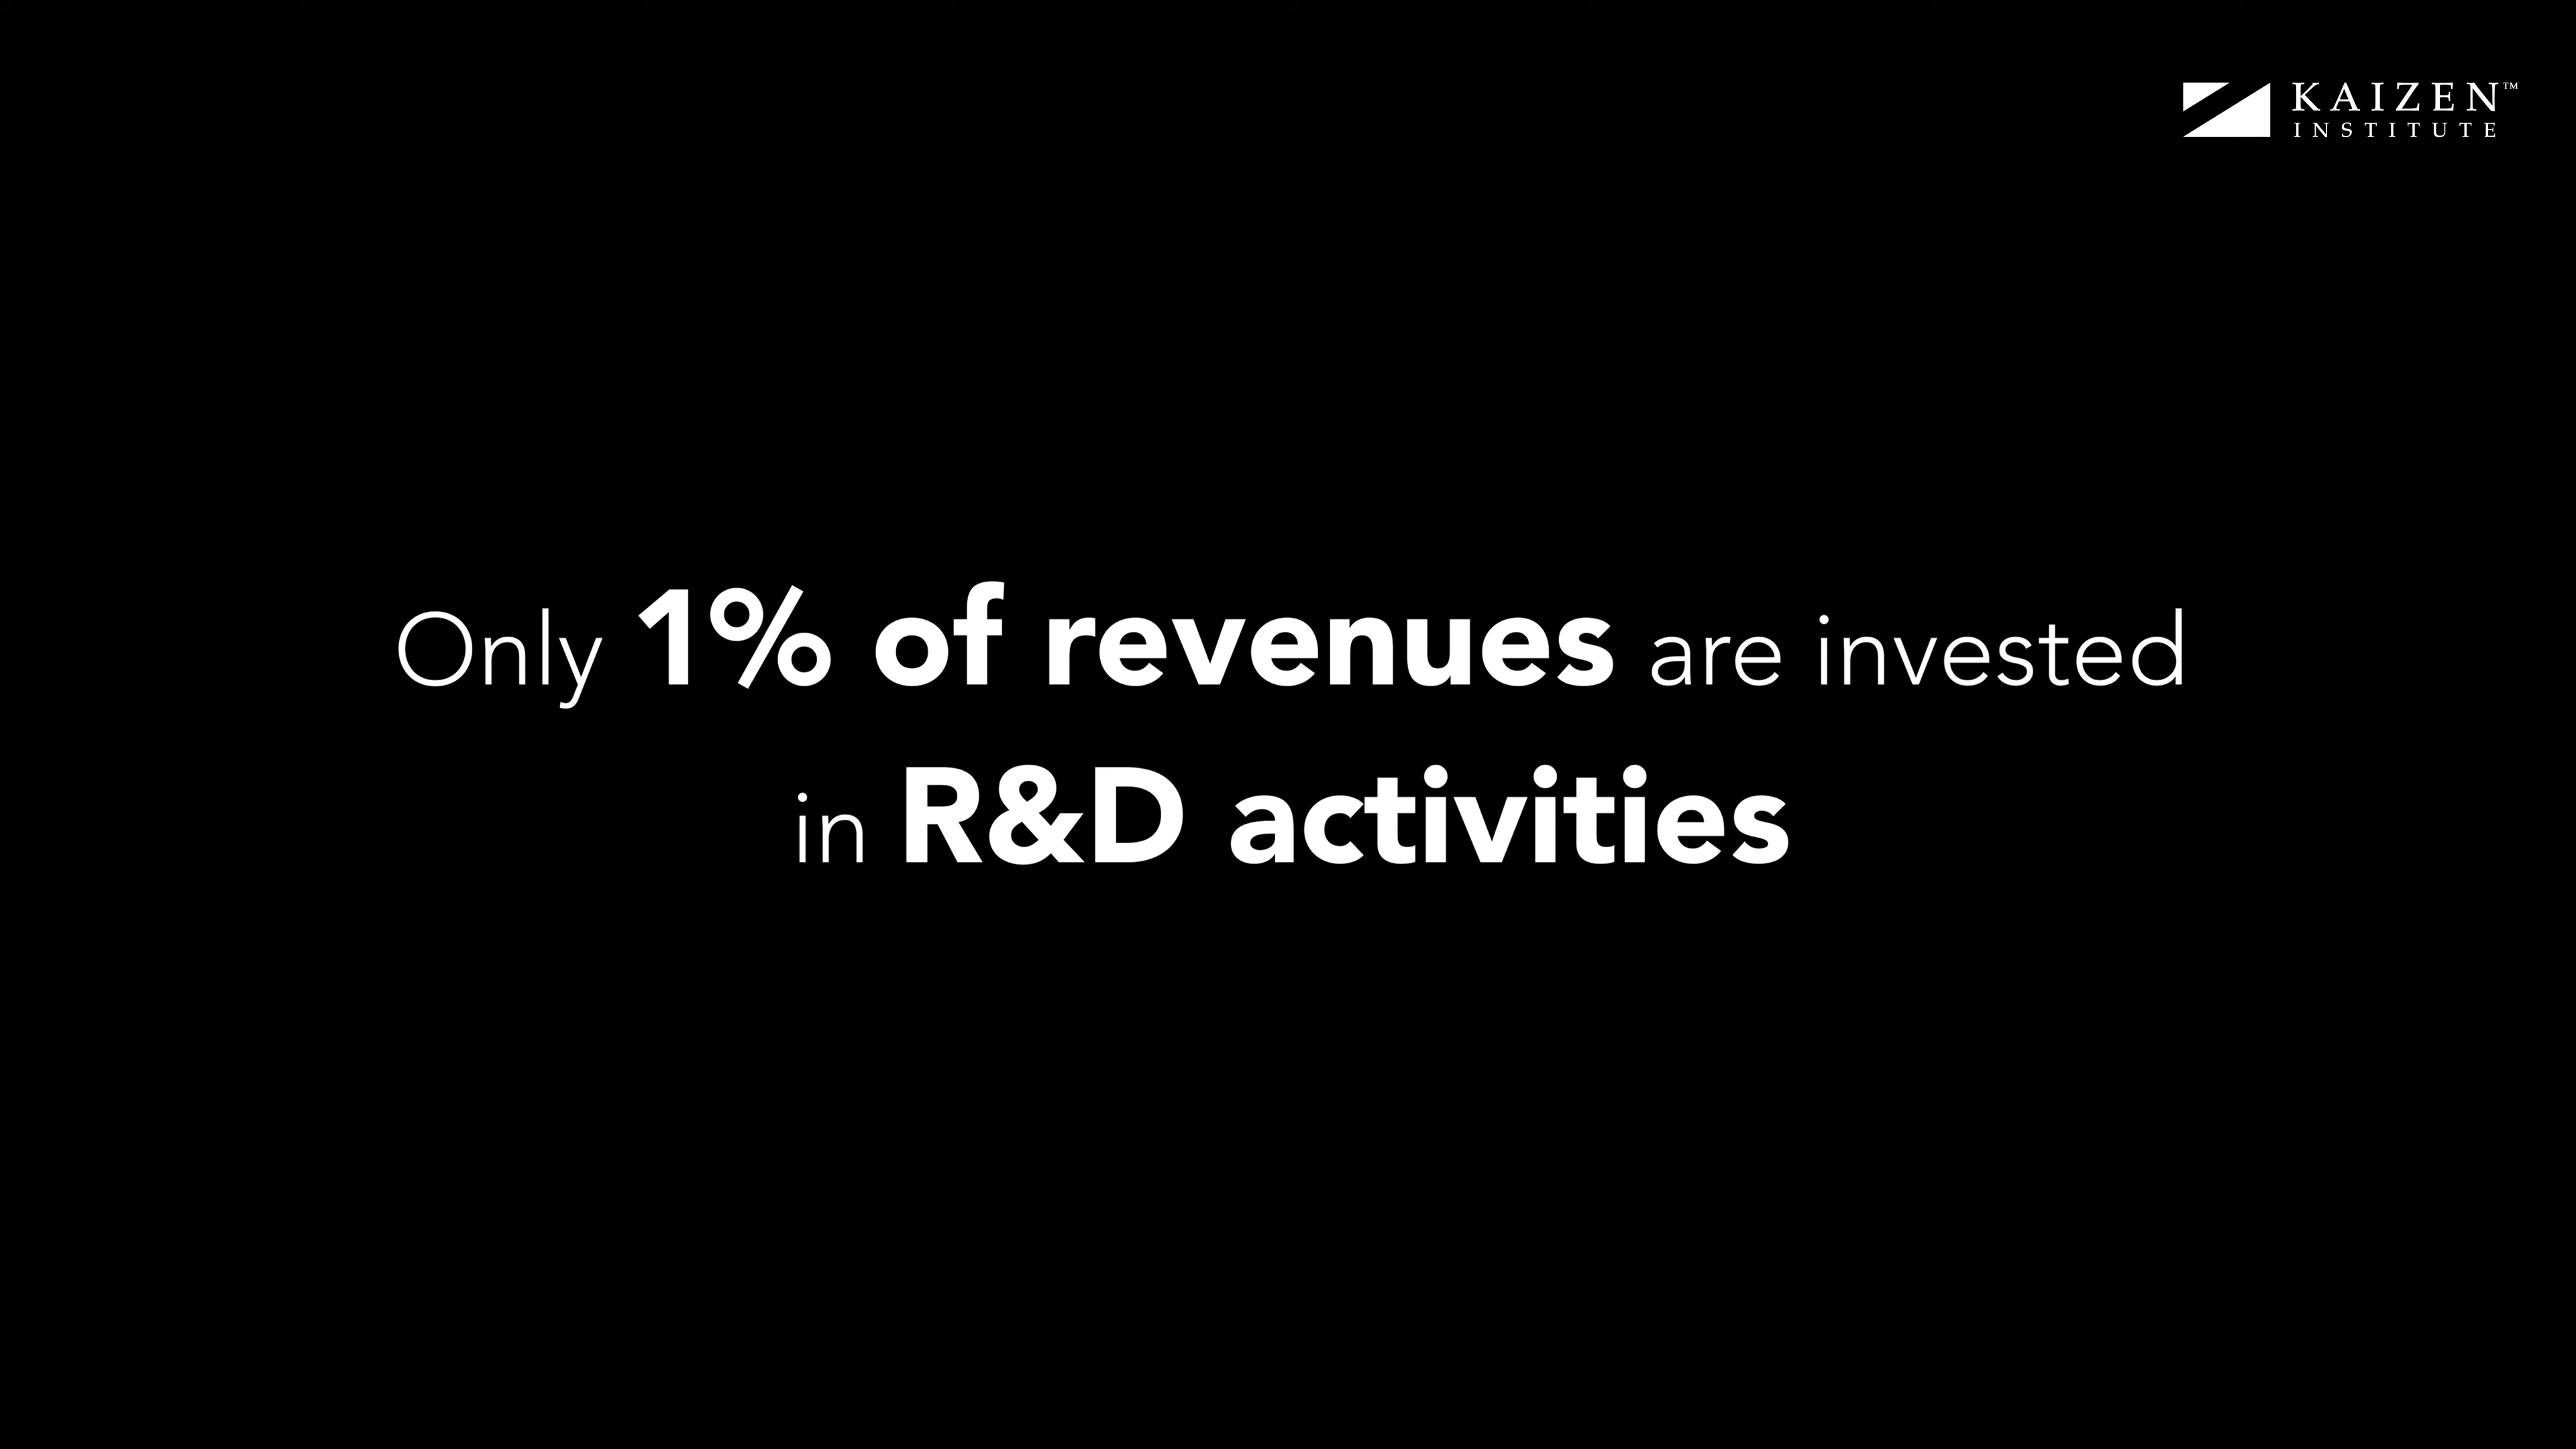 KAIZEN™
INSTITUTE
Only 1% of revenues are invested
in R&D activities